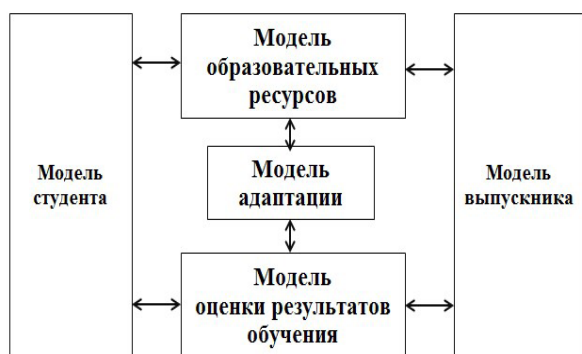 Модель
образовательных
ресурсов
Модель
студента
Модель
адаптации
Модель
выпускника
Модель
оценки результатов
обучения